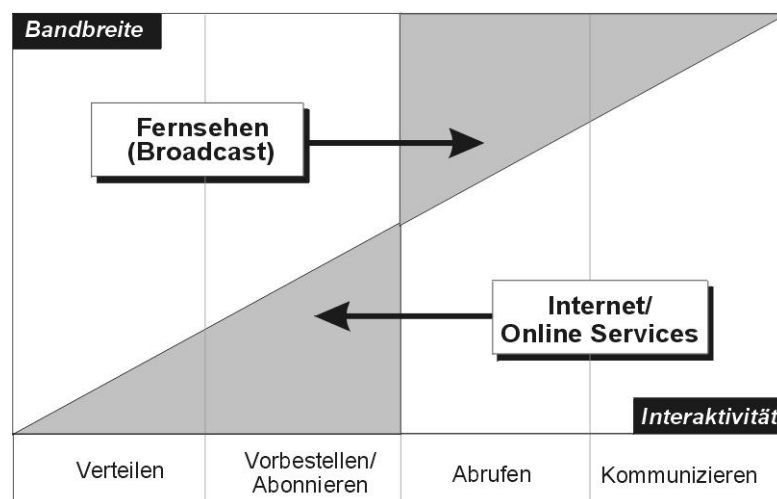 Bandbreite
Fernsehen
(Broadcast)
Internet/
Online Services
Interaktivität
Verteilen
Vorbestellen/
Abonnieren
Abrufen
Kommunizieren